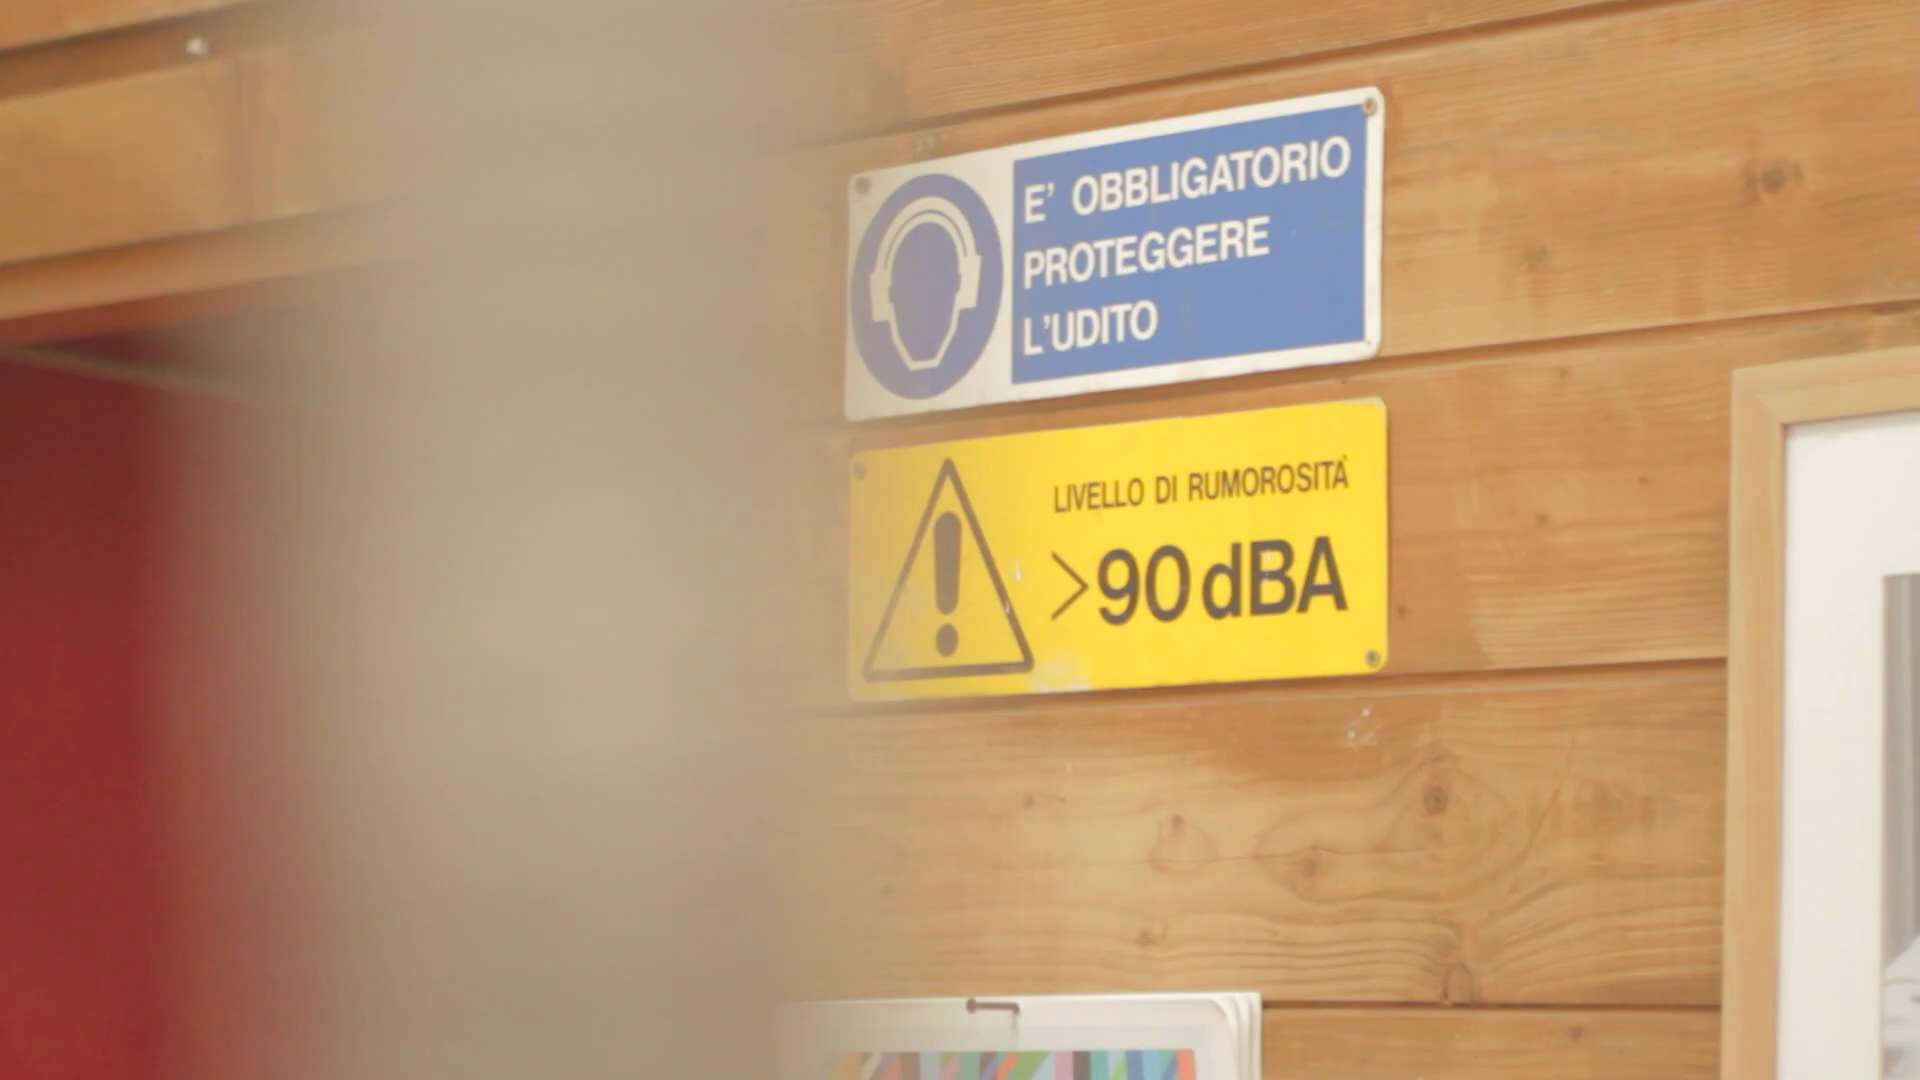 E' OBBLIGATORIO
PROTEGGERE
L'UDITO
LIVELLO DI RUMOROSITÀ
>90 dBA